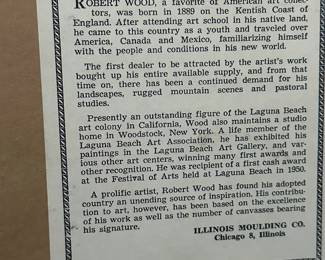 ROBERT WOOD, a favorite of American art collec-
tors, was born in 1889 on the Kentish Coast of
England. After attending art school in his native land,
he came to this country as a youth and traveled over
America, Canada and Mexico, familiarizing himself
with the people and conditions in his new world.
The first dealer to be attracted by the artist's work
bought up his entire available supply, and from that
time on, there has been a continued demand for his
landscapes, rugged mountain scenes and pastoral
studies.
Presently an outstanding figure of the Laguna Beach
art colony in California, Wood also maintains a studio
home in Woodstock, New York. A life member of the
Laguna Beach Art Association, he has exhibited his
paintings in the Laguna Beach Art Gallery, and var-
ious other art centers, winning many first awards and
other recognition. He was recipient of a first cash award
at the Festival of Arts held at Laguna Beach in 1950.
A prolific artist, Robert Wood has found his adopted
country an unending source of inspiration. His contribu-
tion to art, however, has been based on the excellence
of his work as well as the number of canvasses bearing
his signature.
ILLINOIS MOULDING CO.
Chicago 8, Illinois